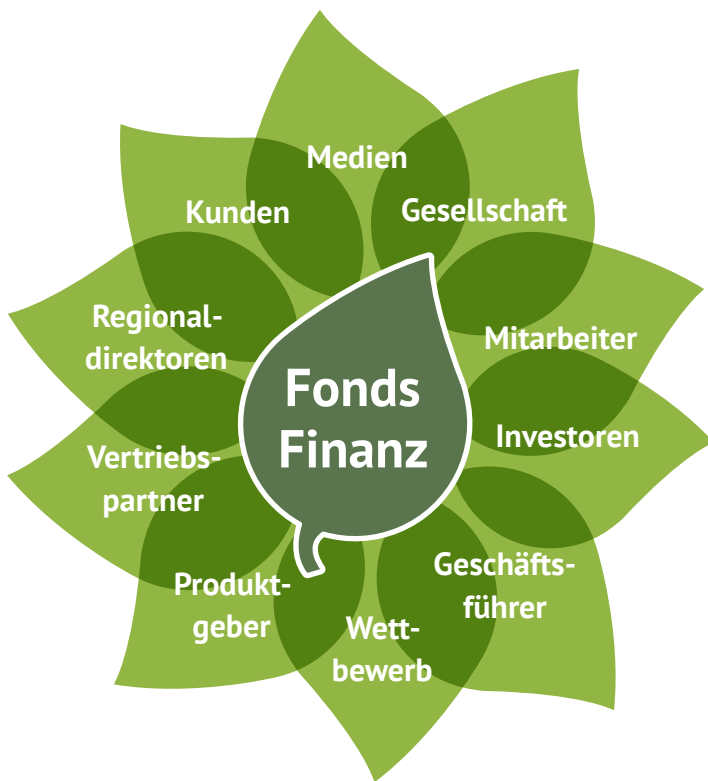 Medien
Gesellschaft
Kunden
Regional-
direktoren
Mitarbeiter
Fonds
Finanz
Investoren
Vertriebs-
partner
Geschäfts-
führer
Produkt-
geber
Wett-
bewerb